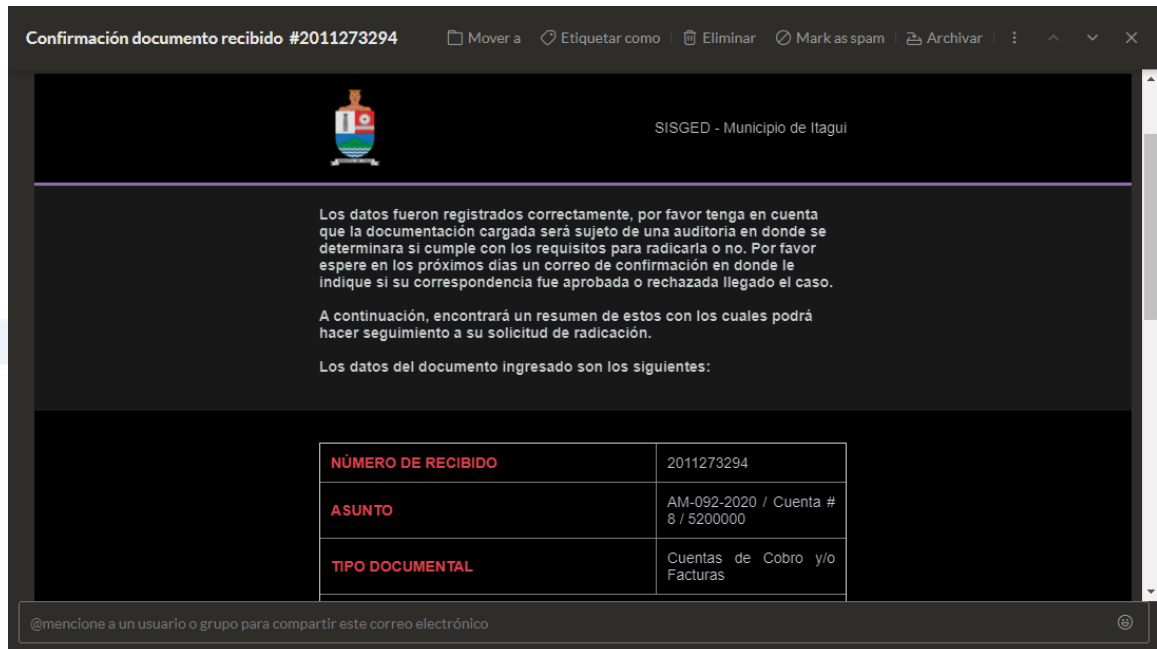 Confirmación documento recibido #2011273294
Mover a
Etiquetar como
Eliminar
Mark as spam
Archivar
SISGED - Municipio de Itagui
Los datos fueron registrados correctamente, por favor tenga en cuenta
que la documentación cargada será sujeto de una auditoria en donde se
determinara si cumple con los requisitos para radicarla o no. Por favor
espere en los próximos días un correo de confirmación en donde le
indique si su correspondencia fue aprobada o rechazada llegado el caso.
A continuación, encontrará un resumen de estos con los cuales podrá
hacer seguimiento a su solicitud de radicación.
Los datos del documento ingresado son los siguientes:
NÚMERO DE RECIBIDO
2011273294
ASUNTO
AM-092-2020 / Cuenta #
8 / 5200000
TIPO DOCUMENTAL
Cuentas de Cobro y/o
Facturas
@mencione a un usuario o grupo para compartir este correo electrónico